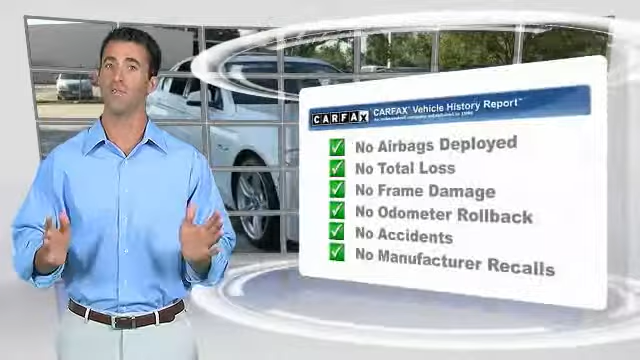 CARFAX CARFAX™ Vehicle History Report™
No Airbags Deployed
No Total Loss
No Frame Damage
No Odometer Rollback
No Accidents
No Manufacturer Recalls